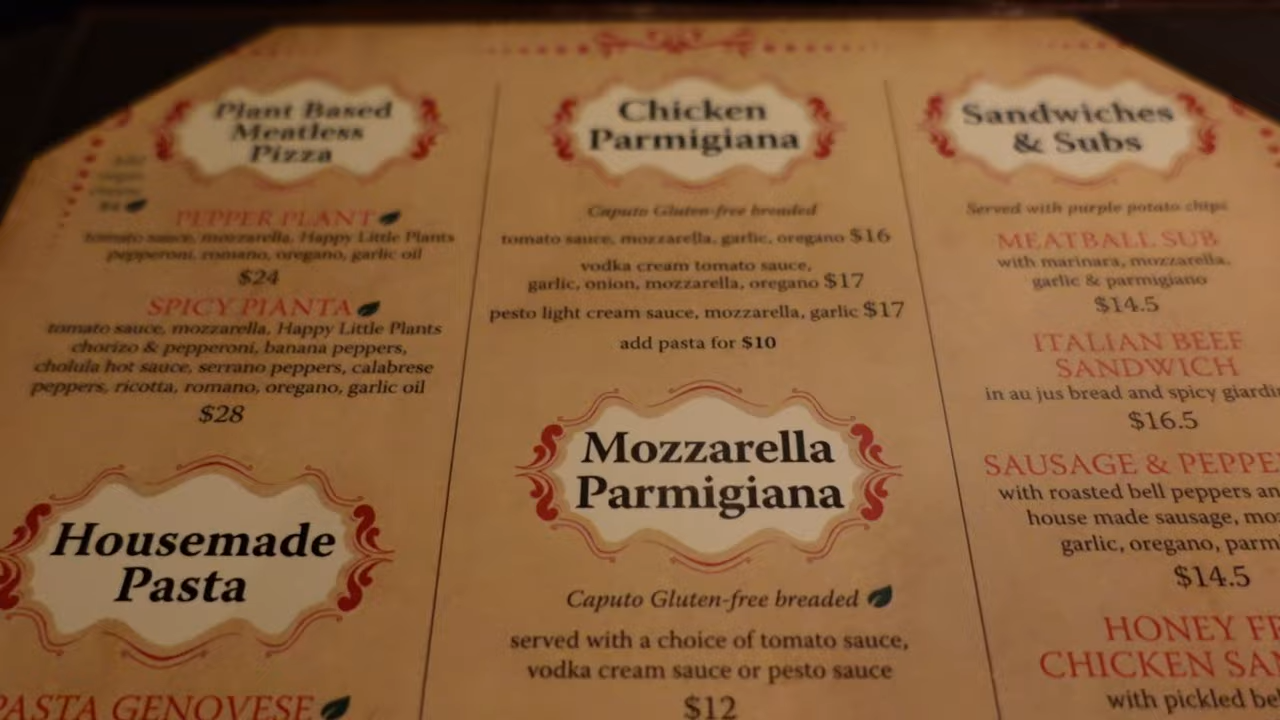 Plant Based
Meatless
Pizza
$4
PEPPER PLANT
tomato sauce, mozzarella, Happy Little Plants
pepperoni, romano, oregano, garlic oil
$24
SPICY PIANTA
tomato sauce, mozzarella, Happy Little Plants
chorizo & pepperoni, banana peppers,
cholula hot sauce, serrano peppers, calabrese
peppers, ricotta, romano, oregano, garlic oil
$28
Housemade
Pasta
PASTA GENOVESE
Chicken
Parmigiana
Caputo Gluten-free breaded
tomato sauce, mozzarella, garlic, oregano $16
vodka cream tomato sauce,
garlic, onion, mozzarella, oregano $17
pesto light cream sauce, mozzarella, garlic $17
add pasta for $10
Mozzarella
Parmigiana
Caputo Gluten-free breaded
served with a choice of tomato sauce,
vodka cream sauce or pesto sauce
$12
Sandwiches
& Subs
Served with purple potato chips
MEATBALL SUB
with marinara, mozzarella,
garlic & parmigiano
$14.5
ITALIAN BEEF
SANDWICH
in au jus bread and spicy giardi
$16.5
SAUSAGE & PEPPE
with roasted bell peppers an
house made sausage, mo
garlic, oregano, parm
$14.5
HONEY F
CHICKEN SAN
with pickled be